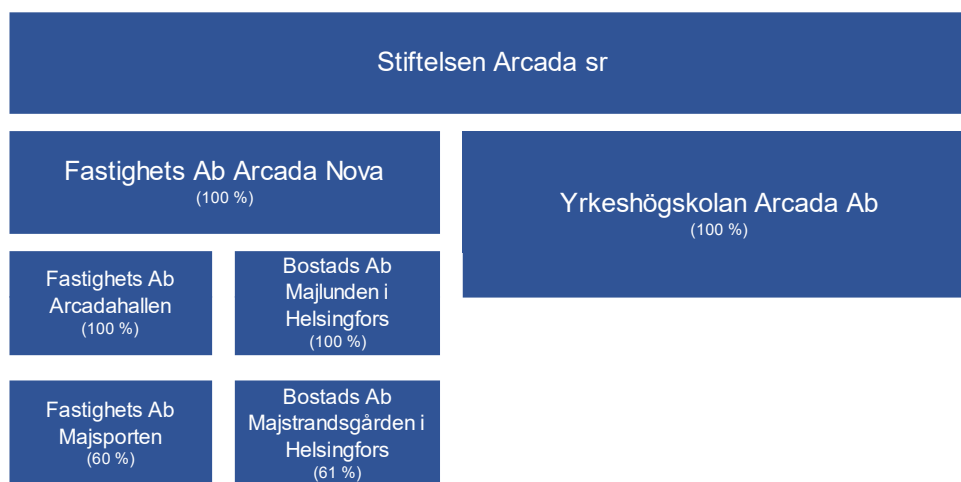 Stiftelsen Arcada sr
Fastighets Ab Arcada Nova
(100 %)
Yrkeshögskolan Arcada Ab
(100 %)
Fastighets Ab
Arcadahallen
(100 %)
Bostads Ab
Majlunden i
Helsingfors
(100 %)
Fastighets Ab
Majsporten
(60 %)
Bostads Ab
Majstrandsgården i
Helsingfors
(61 %)